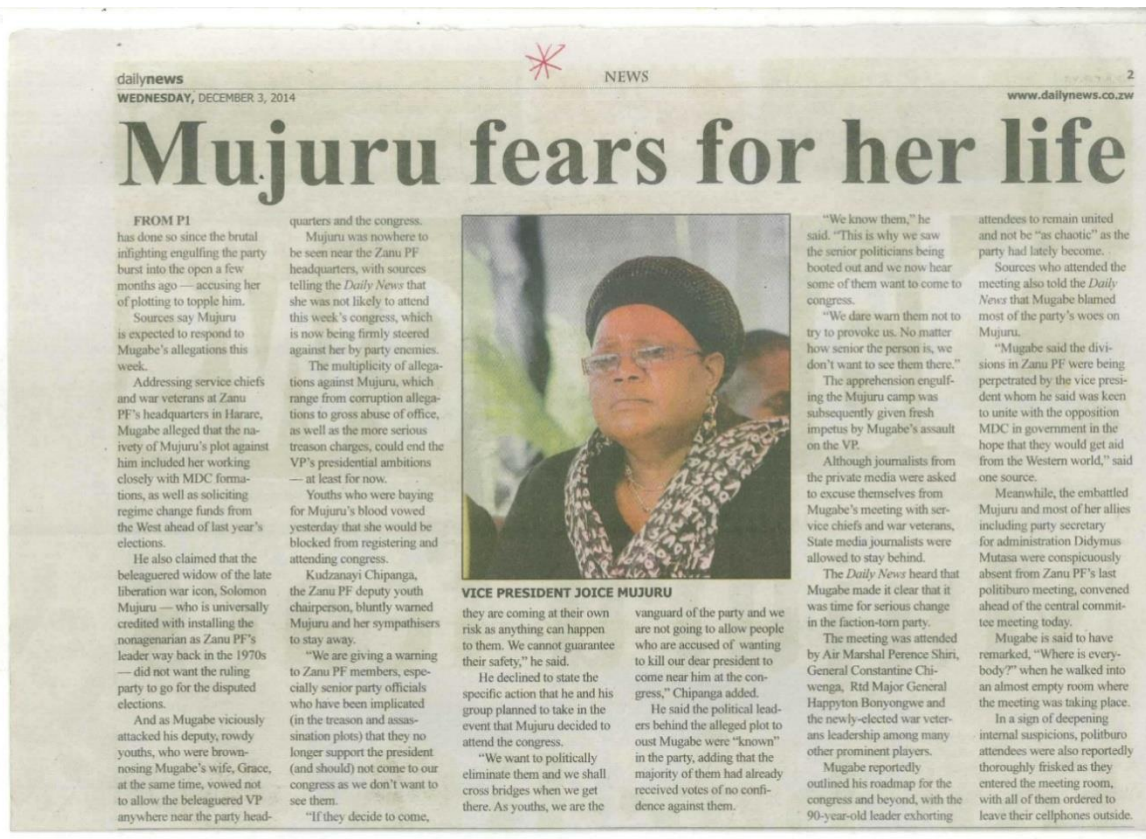 dailynews
NEWS
2
WEDNESDAY, DECEMBER 3, 2014
www.dailynews.co.zw
Mujuru fears for her life
FROM P1
has done so since the brutal
infighting engulfing the party
burst into the open a few
months ago — accusing her
of plotting to topple him.
Sources say Mujuru
is expected to respond to
Mugabe's allegations this
week.
Addressing service chiefs
and war veterans at Zanu
PF's headquarters in Harare,
Mugabe alleged that the na-
ivety of Mujuru's plot against
him included her working
closely with MDC forma-
tions, as well as soliciting
regime change funds from
the West ahead of last year's
elections.
He also claimed that the
beleaguered widow of the late
liberation war icon, Solomon
Mujuru — who is universally
credited with installing the
nonagenarian as Zanu PF's
leader way back in the 1970s
— did not want the ruling
party to go for the disputed
elections.
And as Mugabe viciously
attacked his deputy, rowdy
youths, who were brown-
nosing Mugabe's wife, Grace,
at the same time, vowed not
to allow the beleaguered VP
anywhere near the party head-
quarters and the congress.
Mujuru was nowhere to
be seen near the Zanu PF
headquarters, with sources
telling the Daily News that
she was not likely to attend
this week's congress, which
is now being firmly steered
against her by party enemies.
The multiplicity of allega-
tions against Mujuru, which
range from corruption allega-
tions to gross abuse of office,
as well as the more serious
treason charges, could end the
VP's presidential ambitions
— at least for now.
Youths who were baying
for Mujuru's blood vowed
yesterday that she would be
blocked from registering and
attending congress.
Kudzanayi Chipanga,
the Zanu PF deputy youth
chairperson, bluntly warned
Mujuru and her sympathisers
to stay away.
"We are giving a warning
to Zanu PF members, espe-
cially senior party officials
who have been implicated
(in the treason and assas-
sination plots) that they no
longer support the president
(and should) not come to our
congress as we don't want to
see them.
"If they decide to come,
VICE PRESIDENT JOICE MUJURU
they are coming at their own
risk as anything can happen
to them. We cannot guarantee
their safety," he said.
He declined to state the
specific action that he and his
group planned to take in the
event that Mujuru decided to
attend the congress.
"We want to politically
eliminate them and we shall
cross bridges when we get
there. As youths, we are the
vanguard of the party and we
are not going to allow people
who are accused of wanting
to kill our dear president to
come near him at the con-
gress," Chipanga added.
He said the political lead-
ers behind the alleged plot to
oust Mugabe were "known"
in the party, adding that the
majority of them had already
received votes of no confi-
dence against them.
"We know them," he
said. "This is why we saw
the senior politicians being
booted out and we now hear
some of them want to come to
congress.
"We dare warn them not to
try to provoke us. No matter
how senior the person is, we
don't want to see them there."
The apprehension engulf-
ing the Mujuru camp was
subsequently given fresh
impetus by Mugabe's assault
on the VP.
Although journalists from
the private media were asked
to excuse themselves from
Mugabe's meeting with ser-
vice chiefs and war veterans,
State media journalists were
allowed to stay behind.
The Daily News heard that
Mugabe made it clear that it
was time for serious change
in the faction-torn party.
The meeting was attended
by Air Marshal Perence Shiri,
General Constantine Chi-
wenga, Rtd Major General
Happyton Bonyongwe and
the newly-elected war veter-
ans leadership among many
other prominent players.
Mugabe reportedly
outlined his roadmap for the
congress and beyond, with the
90-year-old leader exhorting
attendees to remain united
and not be "as chaotic" as the
party had lately become.
Sources who attended the
meeting also told the Daily
News that Mugabe blamed
most of the party's woes on
Mujuru.
"Mugabe said the divi-
sions in Zanu PF were being
perpetrated by the vice presi-
dent whom he said was keen
to unite with the opposition
MDC in government in the
hope that they would get aid
from the Western world," said
one source.
Meanwhile, the embattled
Mujuru and most of her allies
including party secretary
for administration Didymus
Mutasa were conspicuously
absent from Zanu PF's last
politiburo meeting, convened
ahead of the central commit-
tee meeting today.
Mugabe is said to have
remarked, "Where is every-
body?" when he walked into
an almost empty room where
the meeting was taking place.
In a sign of deepening
internal suspicions, politburo
attendees were also reportedly
thoroughly frisked as they
entered the meeting room,
with all of them ordered to
leave their cellphones outside.